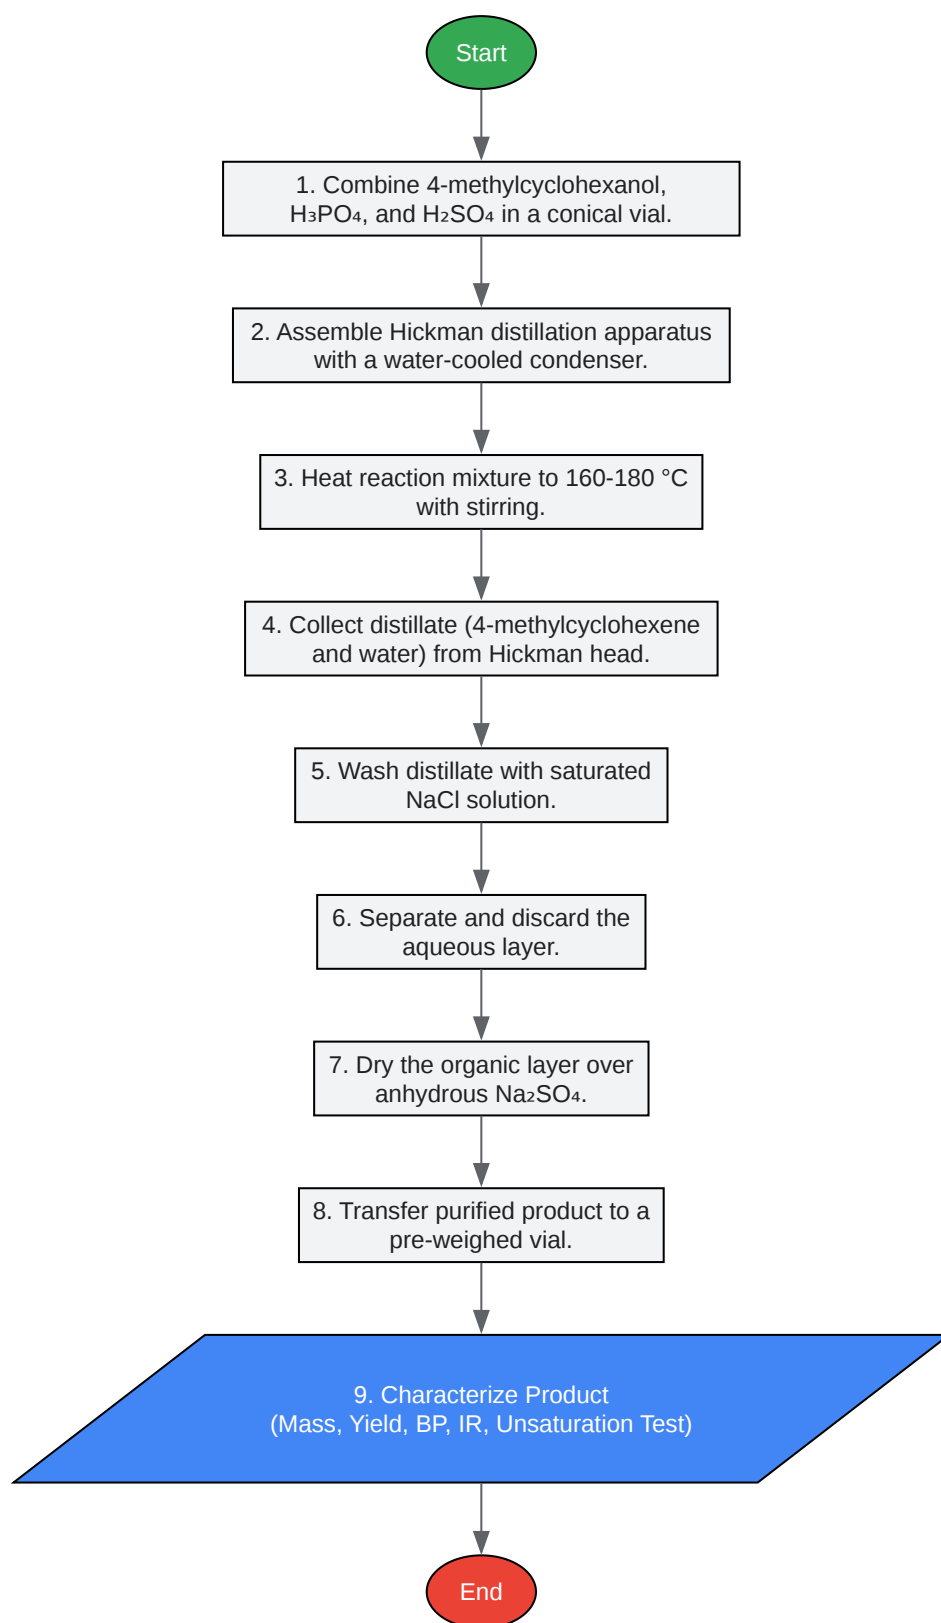 Start
1. Combine 4-methylcyclohexanol,
H₃PO₄, and H₂SO₄ in a conical vial.
2. Assemble Hickman distillation apparatus
with a water-cooled condenser.
3. Heat reaction mixture to 160-180 °C
with stirring.
4. Collect distillate (4-methylcyclohexene
and water) from Hickman head.
5. Wash distillate with saturated
NaCl solution.
6. Separate and discard the
aqueous layer.
7. Dry the organic layer over
anhydrous Na₂SO₄.
8. Transfer purified product to a
pre-weighed vial.
9. Characterize Product
(Mass, Yield, BP, IR, Unsaturation Test)
End